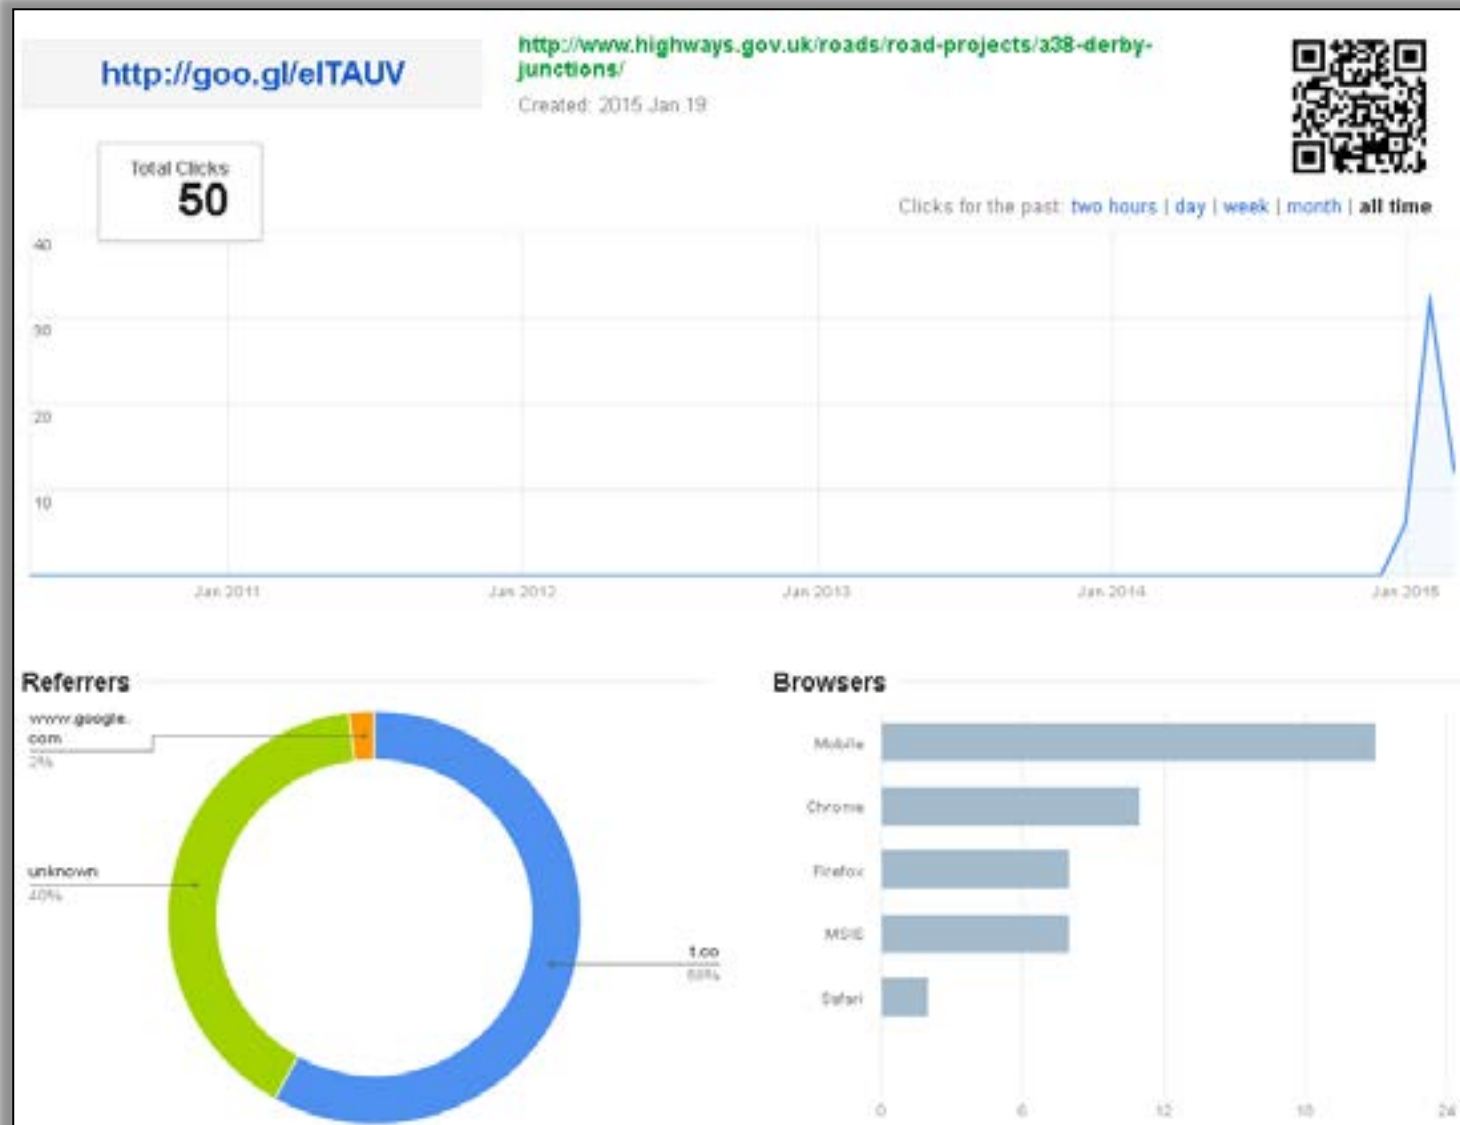 http://goo.gl/eITAUV
http://www.highways.gov.uk/roads/road-projects/a38-derby-
junctions/
Created: 2015 Jan 19
Total Clicks
50
Clicks for the past: two hours | day | week | month | all time
40
30
20
10
Jan 2011
Jan 2012
Jan 2013
Jan 2014
Jan 2015
Referrers
www.google.
com
2%
unknown
40%
t.co
58%
Browsers
Mobile
Chrome
Firefox
MSIE
Safari
0
6
12
18
24